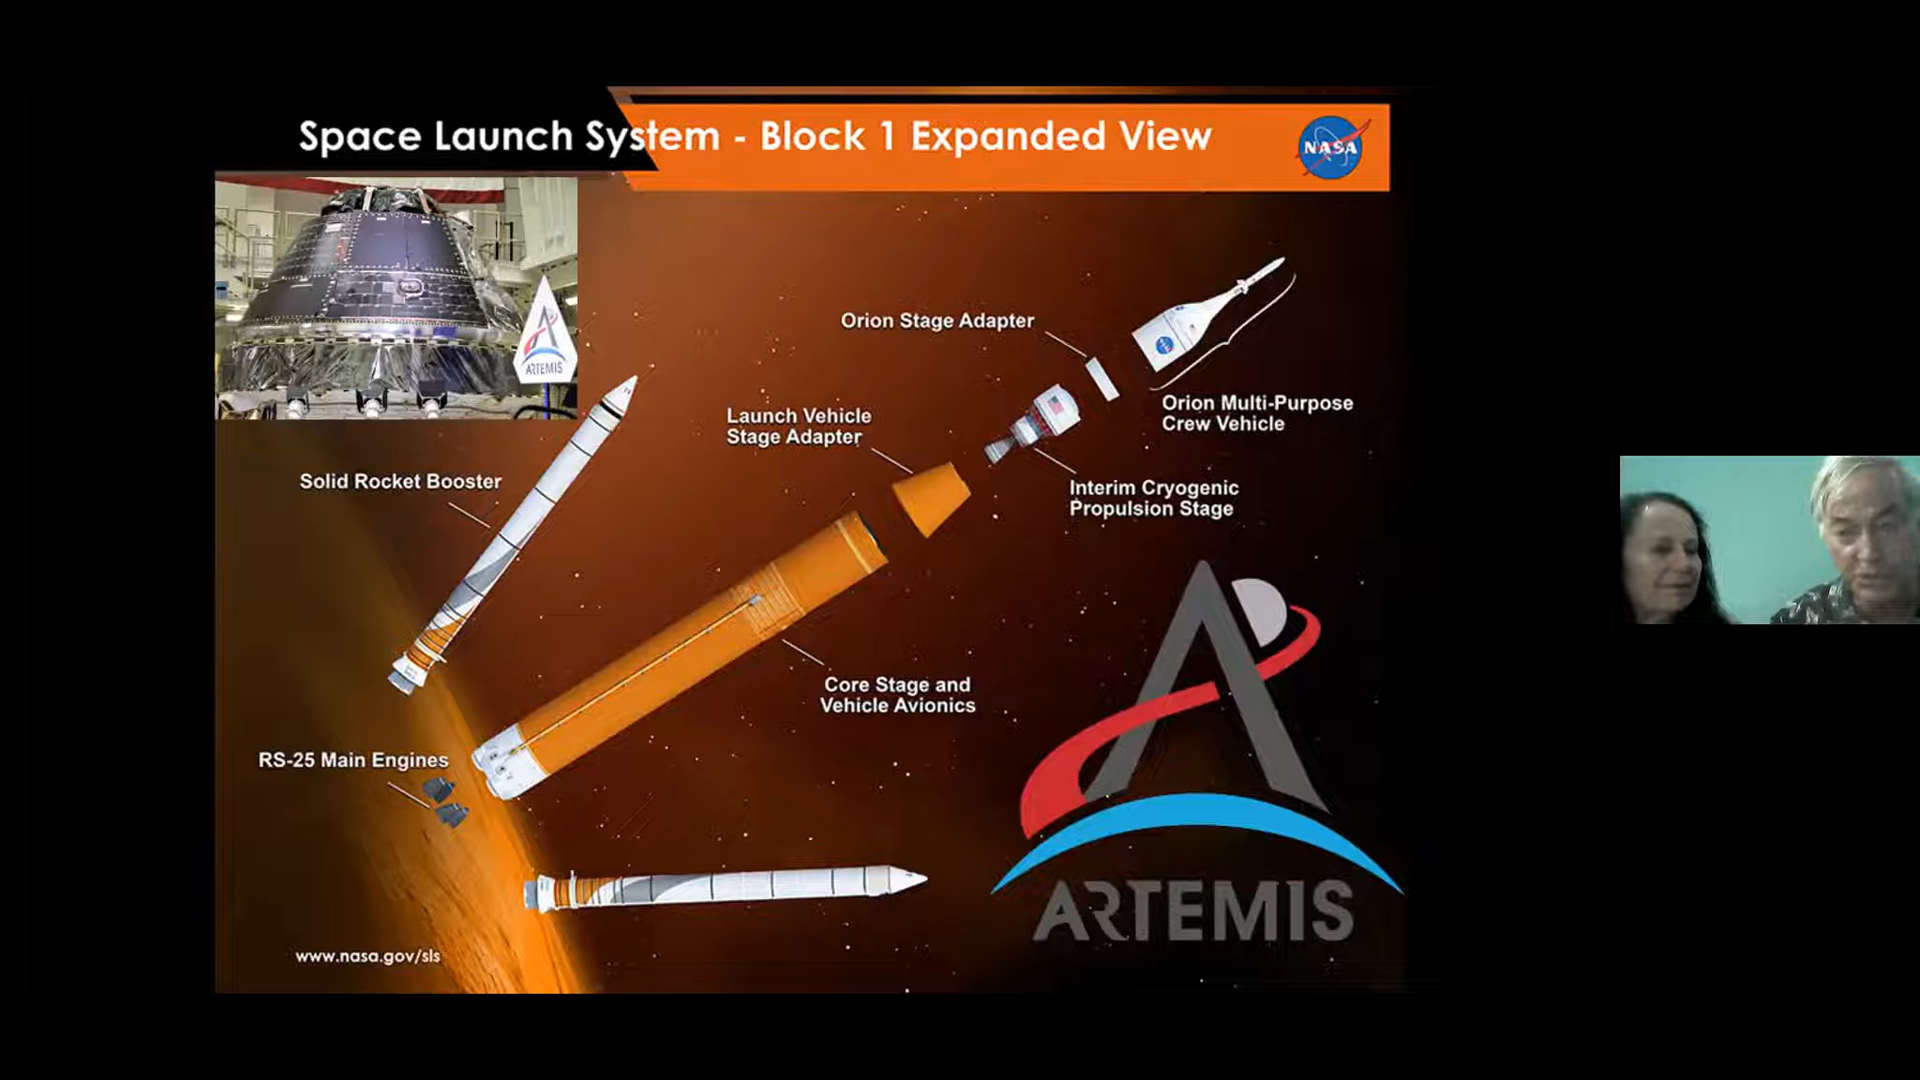 Space Launch System - Block 1 Expanded View
NASA
ARTEMIS
Orion Stage Adapter
Launch Vehicle
Stage Adapter
Orion Multi-Purpose
Crew Vehicle
Solid Rocket Booster
Interim Cryogenic
Propulsion Stage
Core Stage and
Vehicle Avionics
RS-25 Main Engines
ARTEMIS
www.nasa.gov/sls